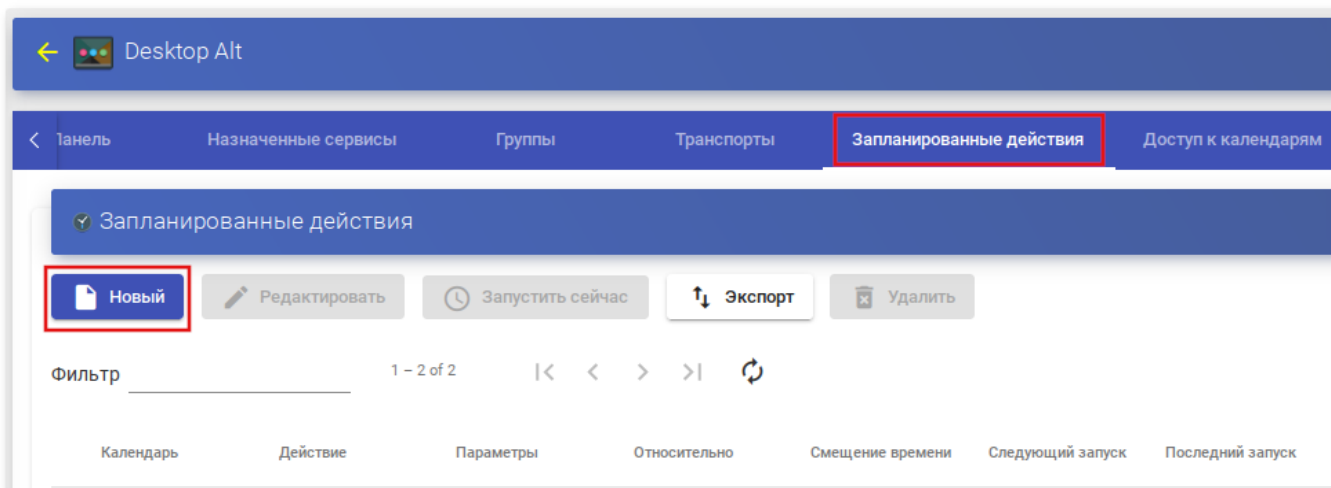 Desktop Alt
Панель Назначенные сервисы Группы Транспорты Запланированные действия Доступ к календарям
Запланированные действия
Новый Редактировать Запустить сейчас Экспорт Удалить
Фильтр 1 – 2 of 2
Календарь Действие Параметры Относительно Смещение времени Следующий запуск Последний запуск